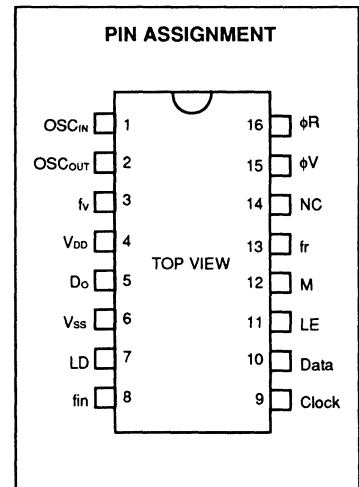 PIN ASSIGNMENT
OSCIN 1 16 ϕR
OSCOUT 2 15 ϕV
fv 3 14 NC
VDD 4 13 fr
TOP VIEW
DO 5 12 M
VSS 6 11 LE
LD 7 10 Data
fin 8 9 Clock